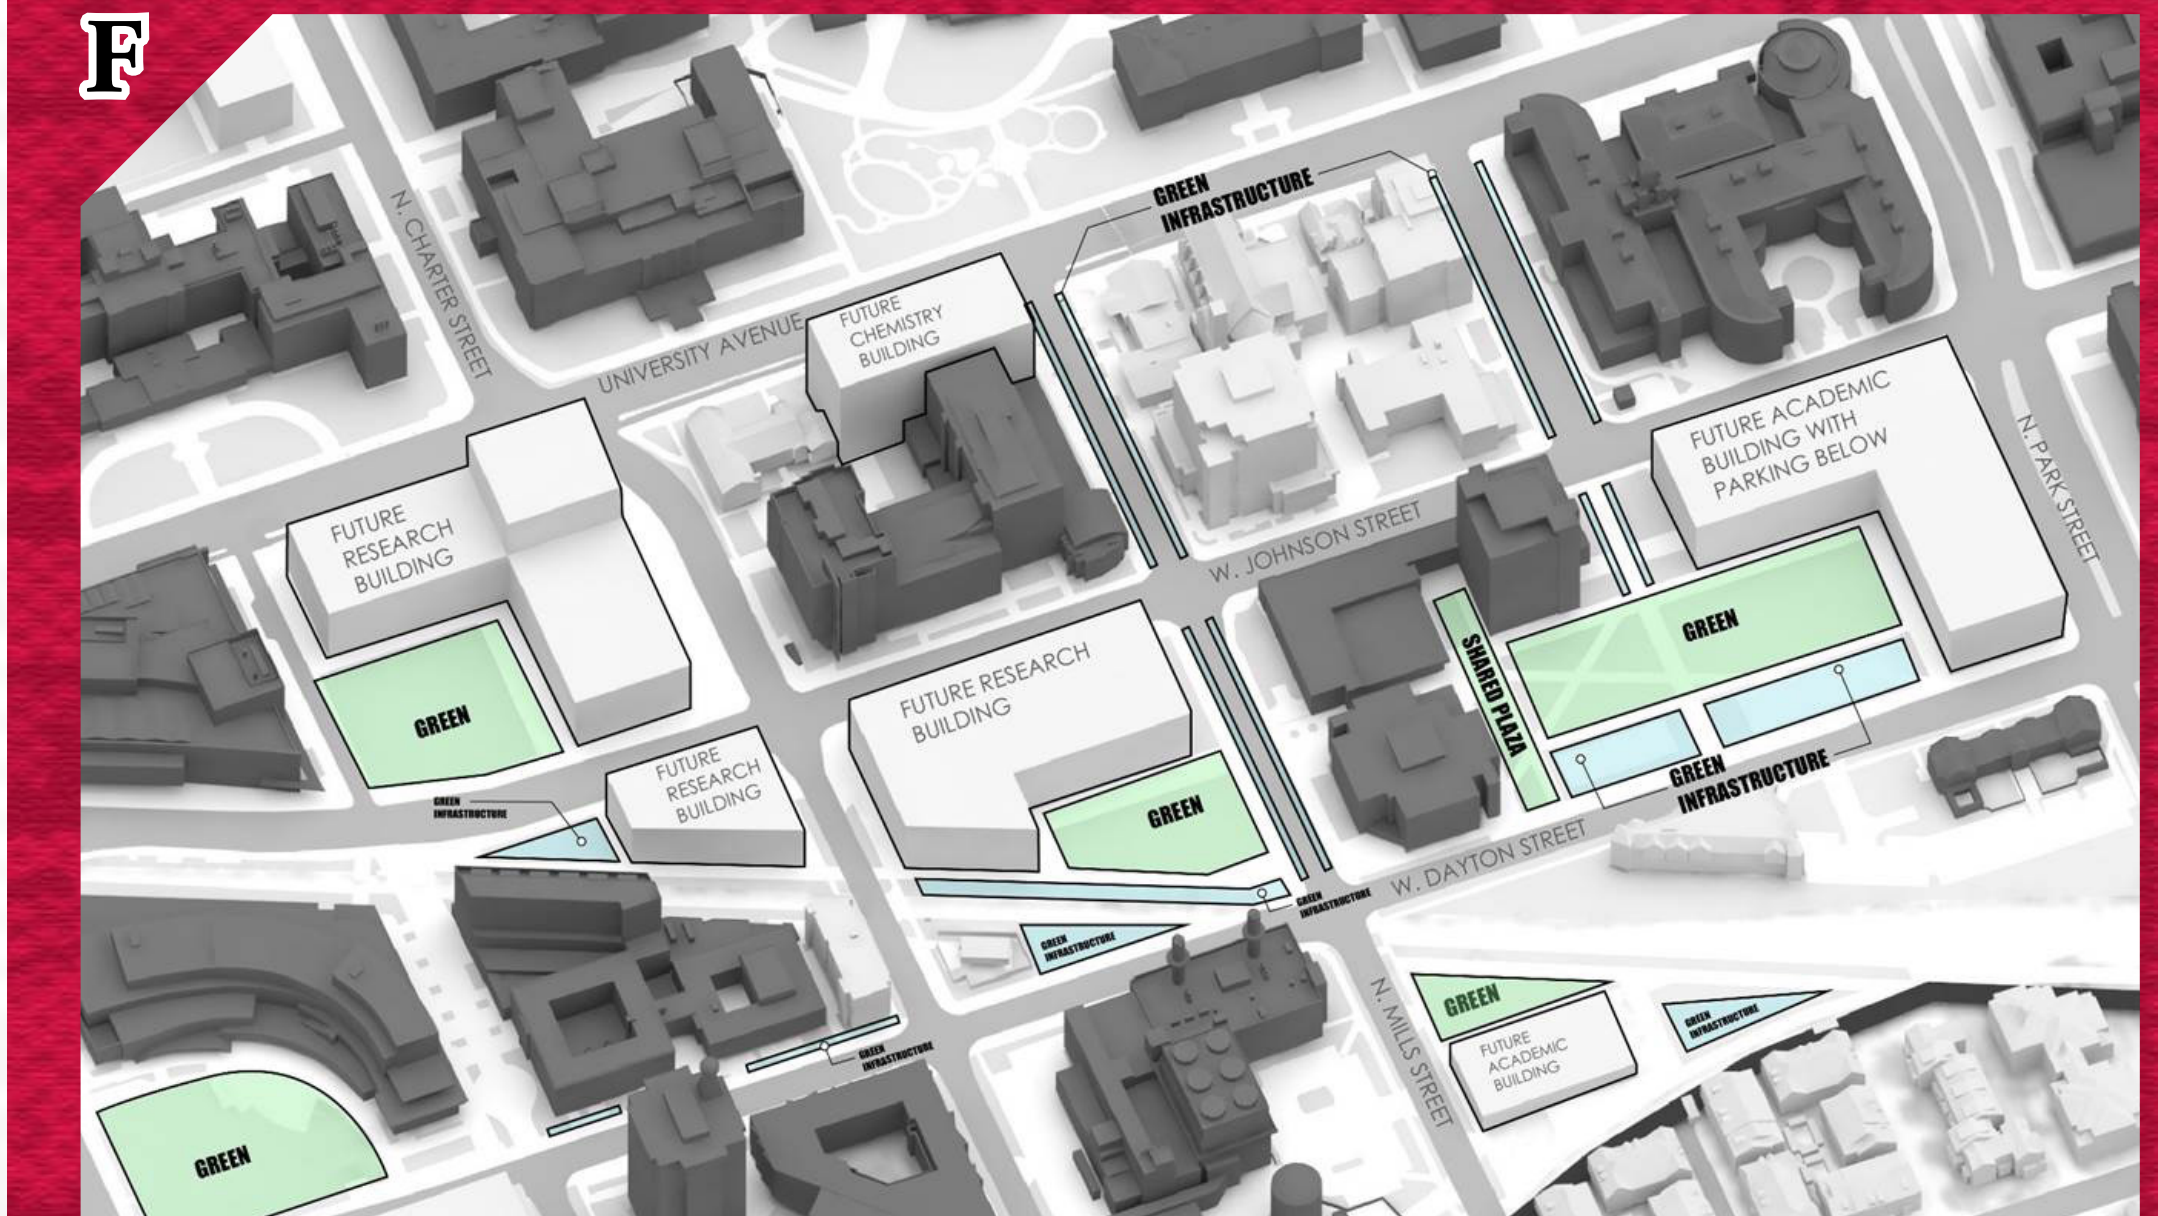 F
GREEN
INFRASTRUCTURE
N. CHARTER STREET
UNIVERSITY AVENUE
FUTURE
CHEMISTRY
BUILDING
FUTURE ACADEMIC
BUILDING WITH
PARKING BELOW
N. PARK STREET
FUTURE
RESEARCH
BUILDING
W. JOHNSON STREET
GREEN
SHARED PLAZA
GREEN
FUTURE RESEARCH
BUILDING
GREEN
INFRASTRUCTURE
FUTURE
RESEARCH
BUILDING
GREEN
INFRASTRUCTURE
GREEN
W. DAYTON STREET
GREEN
INFRASTRUCTURE
GREEN
INFRASTRUCTURE
GREEN
GREEN
INFRASTRUCTURE
N. MILLS STREET
FUTURE
ACADEMIC
BUILDING
GREEN
INFRASTRUCTURE
GREEN